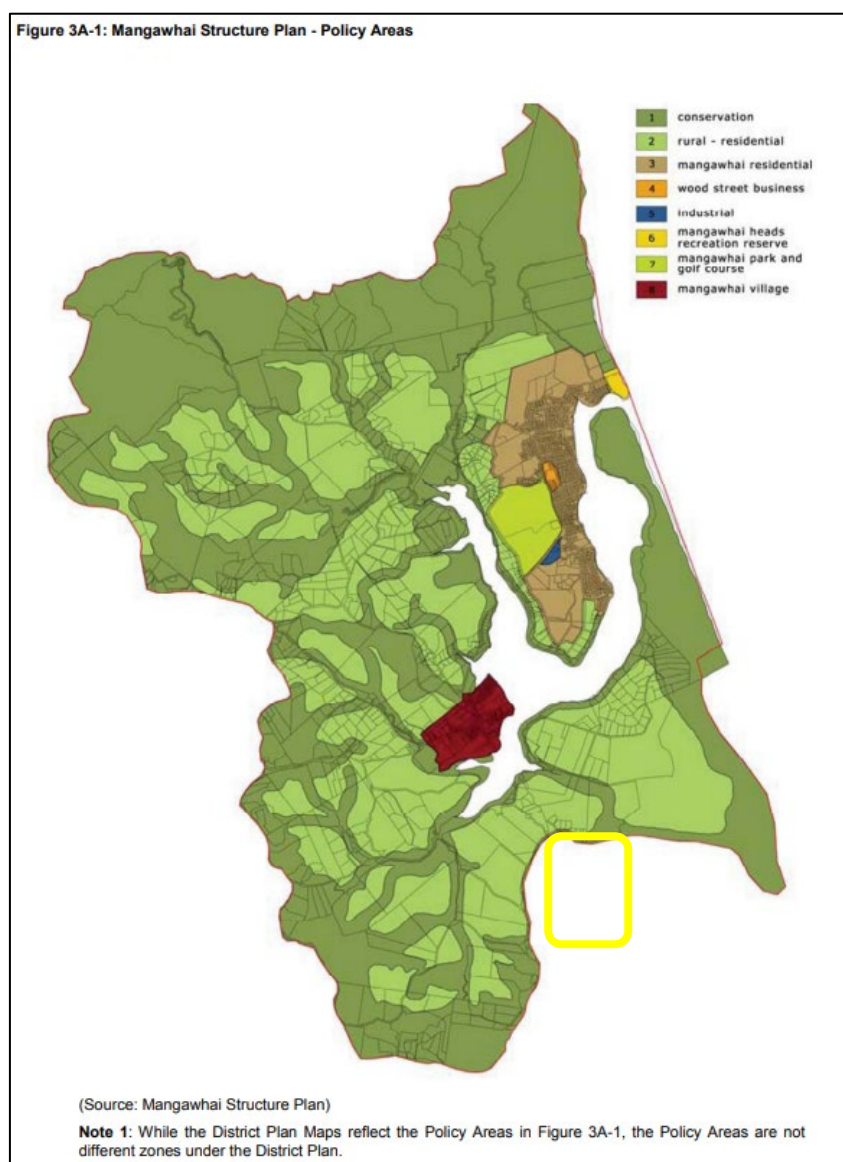 Figure 3A-1: Mangawhai Structure Plan - Policy Areas
1 conservation
2 rural - residential
3 mangawhai residential
4 wood street business
5 industrial
6 mangawhai heads
recreation reserve
7 mangawhai park and
golf course
8 mangawhai village
(Source: Mangawhai Structure Plan)
Note 1: While the District Plan Maps reflect the Policy Areas in Figure 3A-1, the Policy Areas are not
different zones under the District Plan.